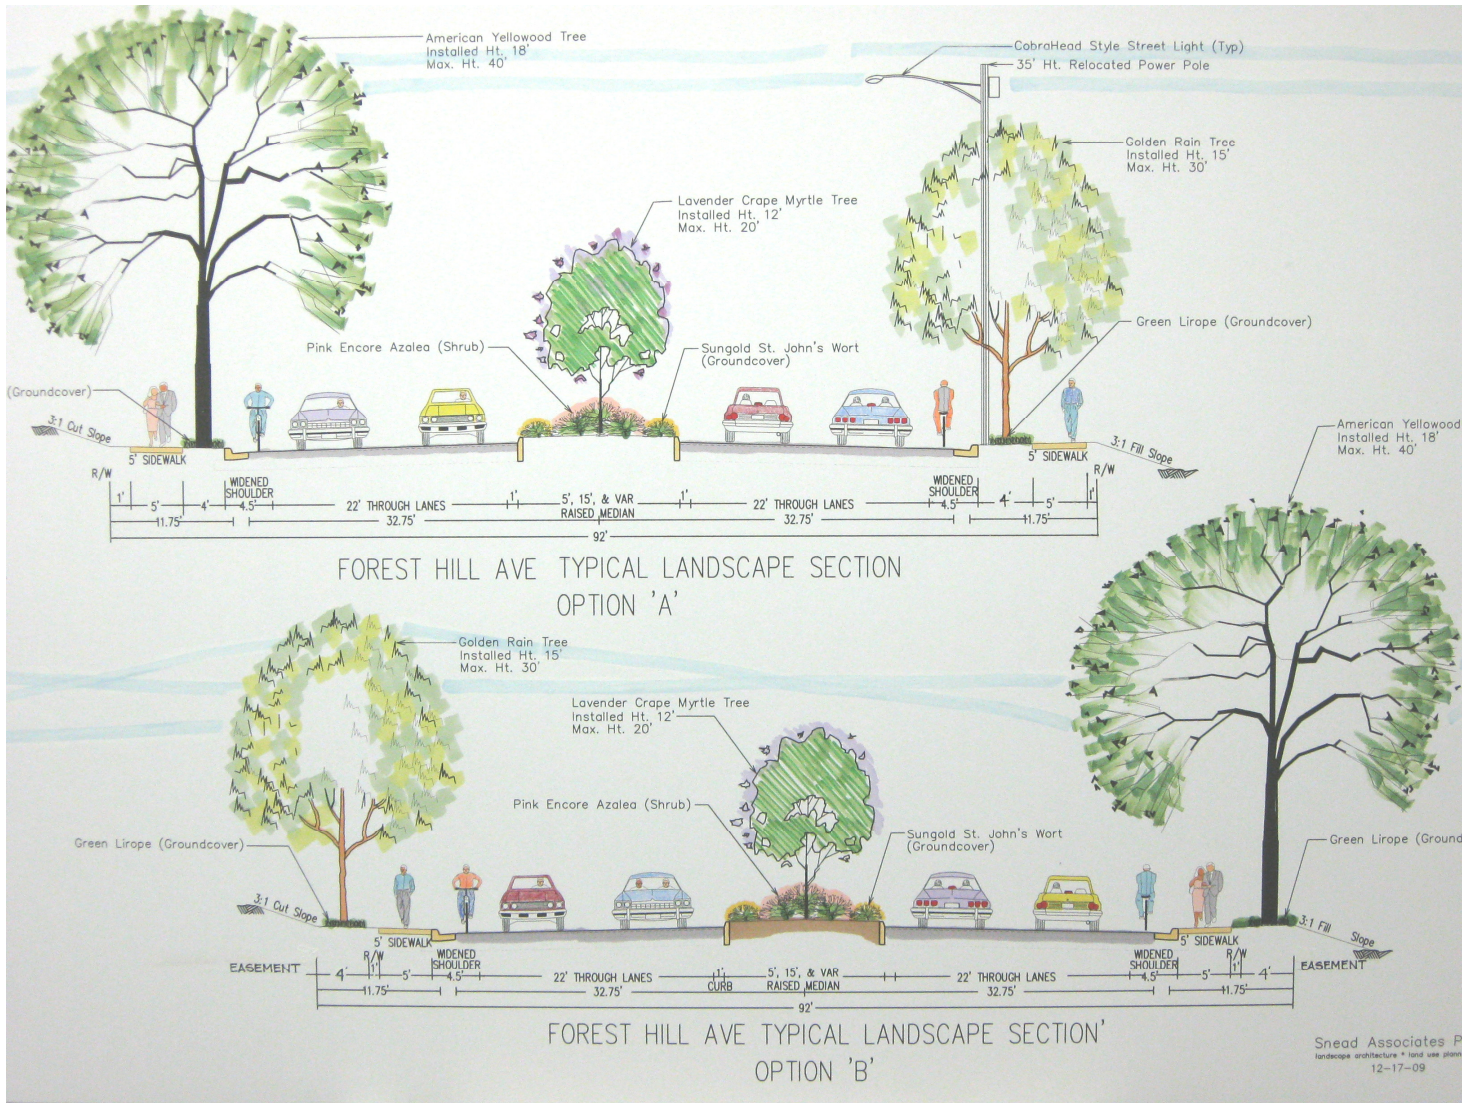 American Yellowood Tree
Installed Ht. 18'
Max. Ht. 40'
CobraHead Style Street Light (Typ)
35' Ht. Relocated Power Pole
Golden Rain Tree
Installed Ht. 15'
Max. Ht. 30'
Lavender Crape Myrtle Tree
Installed Ht. 12'
Max. Ht. 20'
Green Lirope (Groundcover)
Pink Encore Azalea (Shrub)
Sungold St. John's Wort
(Groundcover)
(Groundcover)
3:1 Cut Slope
3:1 Fill Slope
5' SIDEWALK
5' SIDEWALK
R/W
R/W
WIDENED
SHOULDER
WIDENED
SHOULDER
1' 5' 4' 4.5' 22' THROUGH LANES 1' 5', 15', & VAR 1' 22' THROUGH LANES 4.5' 4' 5' 1'
RAISED MEDIAN
11.75' 32.75' 32.75' 11.75'
92'
FOREST HILL AVE TYPICAL LANDSCAPE SECTION
OPTION 'A'
American Yellowood
Installed Ht. 18'
Max. Ht. 40'
Golden Rain Tree
Installed Ht. 15'
Max. Ht. 30'
Lavender Crape Myrtle Tree
Installed Ht. 12'
Max. Ht. 20'
Pink Encore Azalea (Shrub)
Sungold St. John's Wort
(Groundcover)
Green Lirope (Groundcover)
Green Lirope (Ground
3:1 Cut Slope
3:1 Fill Slope
5' SIDEWALK
5' SIDEWALK
R/W
R/W
WIDENED
SHOULDER
WIDENED
SHOULDER
EASEMENT
EASEMENT
4' 1' 5' 4.5' 22' THROUGH LANES 1' 5', 15', & VAR 22' THROUGH LANES 4.5' 5' 1' 4'
CURB RAISED MEDIAN
11.75' 32.75' 32.75' 11.75'
92'
FOREST HILL AVE TYPICAL LANDSCAPE SECTION'
OPTION 'B'
Snead Associates P
landscape architecture * land use plann
12-17-09